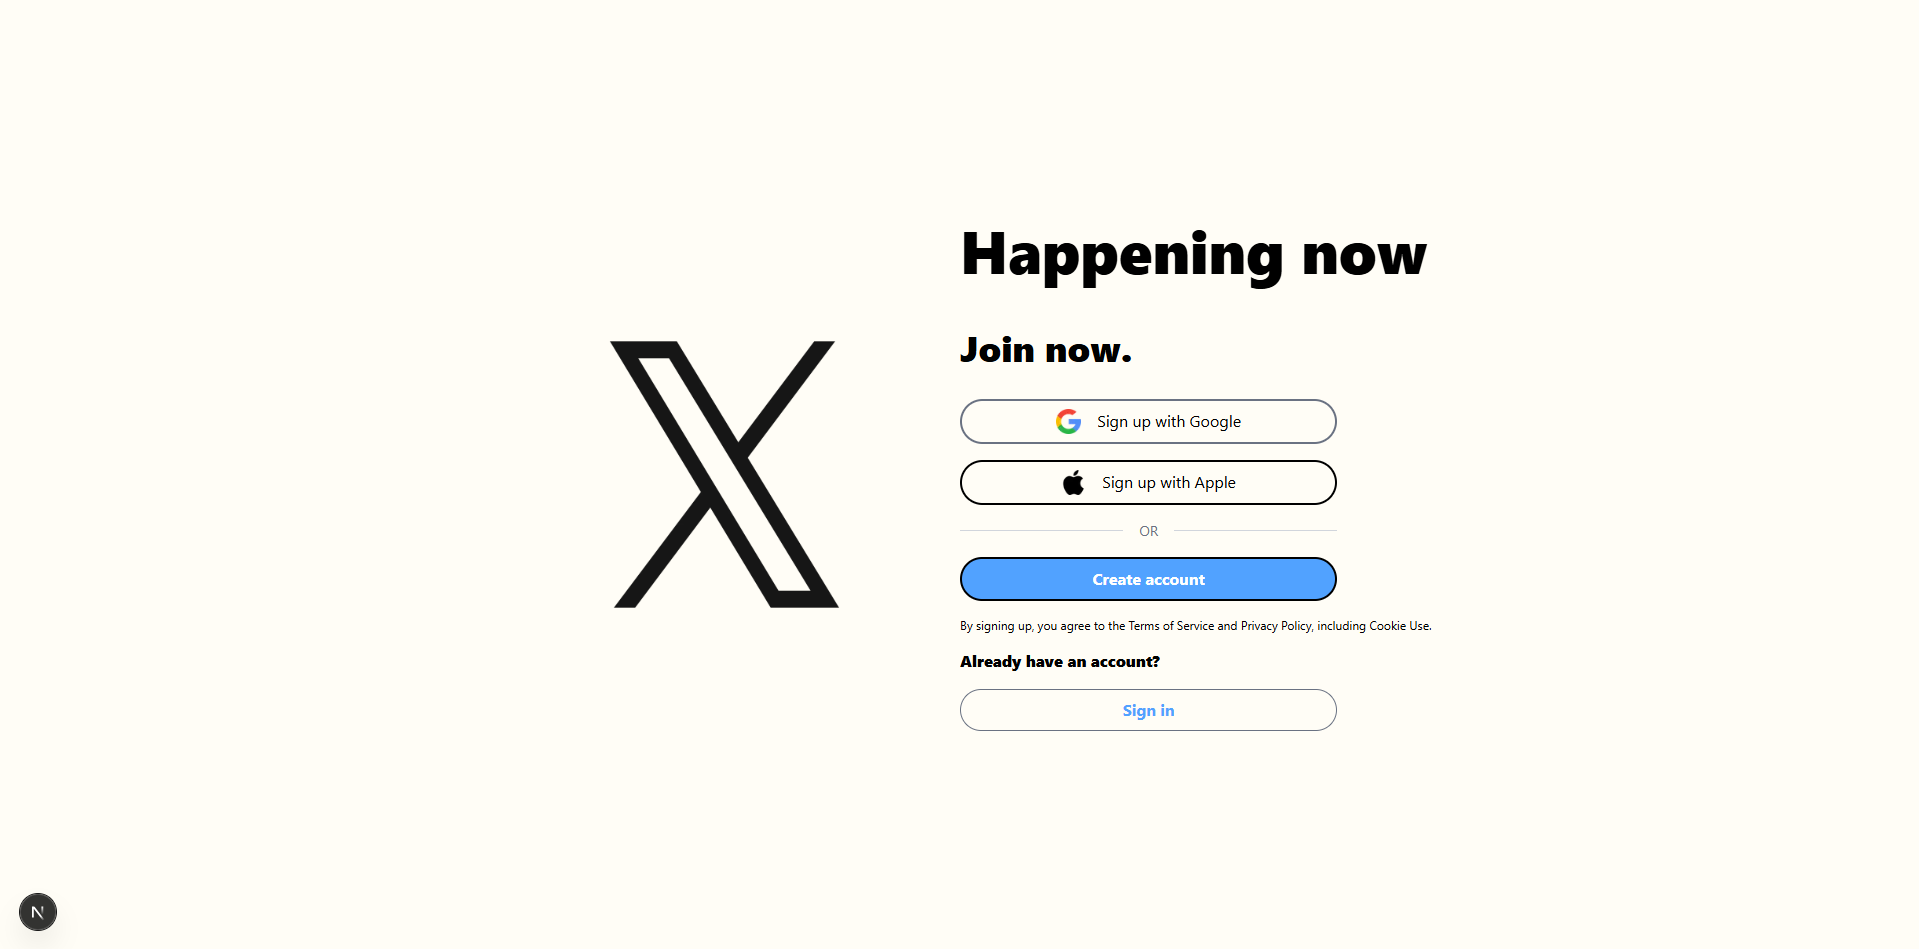 Happening now
Join now.
Sign up with Google
Sign up with Apple
OR
Create account
By signing up, you agree to the Terms of Service and Privacy Policy, including Cookie Use.
Already have an account?
Sign in
N